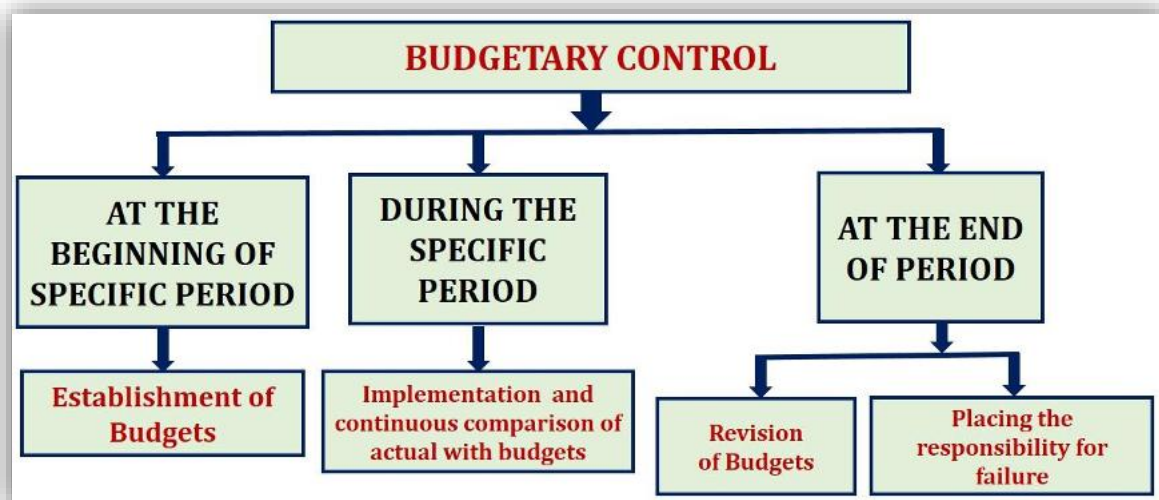 BUDGETARY CONTROL
AT THE
BEGINNING OF
SPECIFIC PERIOD
DURING THE
SPECIFIC
PERIOD
AT THE END
OF PERIOD
Establishment of
Budgets
Implementation and
continuous comparison of
actual with budgets
Revision
of Budgets
Placing the
responsibility for
failure